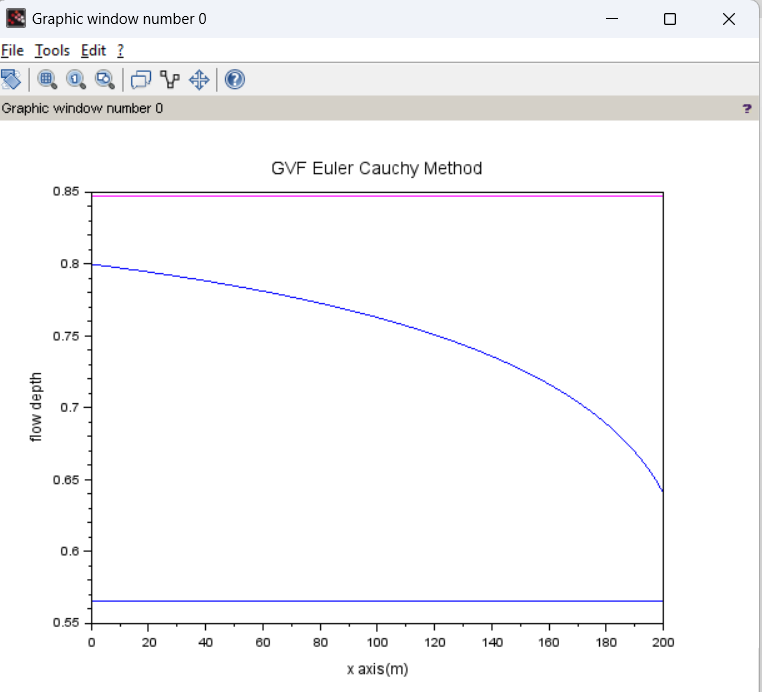 Graphic window number 0
File Tools Edit ?
Graphic window number 0 ?
GVF Euler Cauchy Method
0.85
0.8
0.75
0.7
0.65
0.6
0.55
flow depth
0 20 40 60 80 100 120 140 160 180 200
x axis(m)